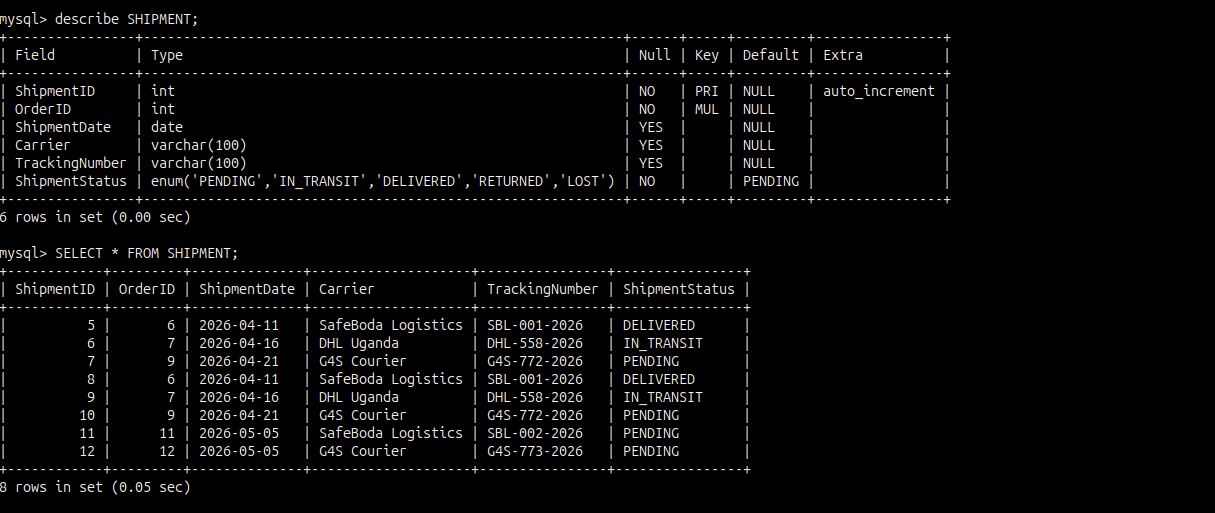 mysql> describe SHIPMENT;
+----------------+------------------------------------------------------------+------+-----+---------+----------------+
| Field          | Type                                                       | Null | Key | Default | Extra          |
+----------------+------------------------------------------------------------+------+-----+---------+----------------+
| ShipmentID     | int                                                        | NO   | PRI | NULL    | auto_increment |
| OrderID        | int                                                        | NO   | MUL | NULL    |                |
| ShipmentDate   | date                                                       | YES  |     | NULL    |                |
| Carrier        | varchar(100)                                               | YES  |     | NULL    |                |
| TrackingNumber | varchar(100)                                               | YES  |     | NULL    |                |
| ShipmentStatus | enum('PENDING','IN_TRANSIT','DELIVERED','RETURNED','LOST') | NO   |     | PENDING |                |
+----------------+------------------------------------------------------------+------+-----+---------+----------------+
6 rows in set (0.00 sec)
mysql> SELECT * FROM SHIPMENT;
+------------+---------+--------------+--------------------+----------------+----------------+
| ShipmentID | OrderID | ShipmentDate | Carrier            | TrackingNumber | ShipmentStatus |
+------------+---------+--------------+--------------------+----------------+----------------+
|          5 |       6 | 2026-04-11   | SafeBoda Logistics | SBL-001-2026   | DELIVERED      |
|          6 |       7 | 2026-04-16   | DHL Uganda         | DHL-558-2026   | IN_TRANSIT     |
|          7 |       9 | 2026-04-21   | G4S Courier        | G4S-772-2026   | PENDING        |
|          8 |       6 | 2026-04-11   | SafeBoda Logistics | SBL-001-2026   | DELIVERED      |
|          9 |       7 | 2026-04-16   | DHL Uganda         | DHL-558-2026   | IN_TRANSIT     |
|         10 |       9 | 2026-04-21   | G4S Courier        | G4S-772-2026   | PENDING        |
|         11 |      11 | 2026-05-05   | SafeBoda Logistics | SBL-002-2026   | PENDING        |
|         12 |      12 | 2026-05-05   | G4S Courier        | G4S-773-2026   | PENDING        |
+------------+---------+--------------+--------------------+----------------+----------------+
8 rows in set (0.05 sec)